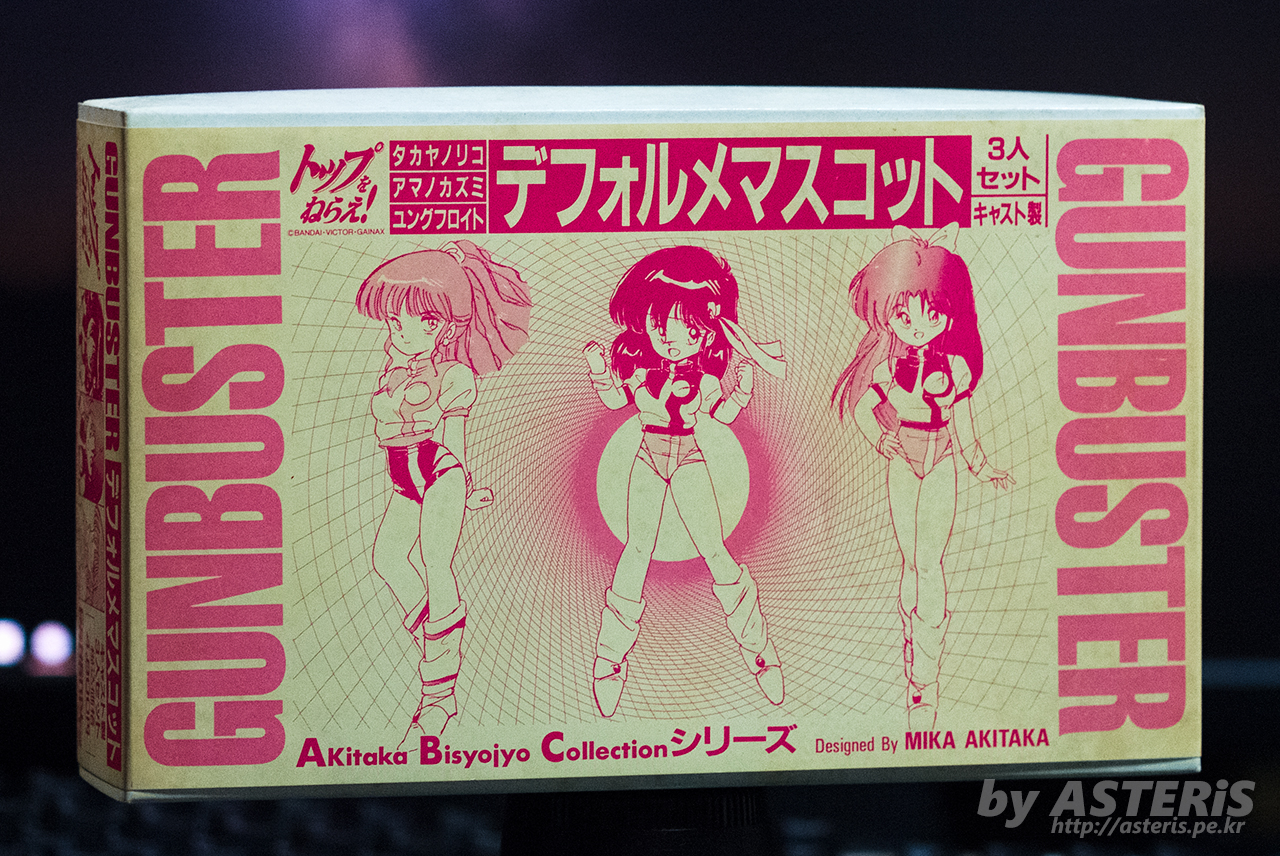 GUNBUSTER
デフォルメマスコット
GUNBUSTER
トップを
ねらえ!
©BANDAI・VICTOR・GAINAX
タカヤノリコ
アマノカズミ
ユングフロイト
デフォルメマスコット
3人
セット
キャスト製
GUNBUSTER
AKitaka Bisyojyo Collectionシリーズ
Designed By MIKA AKITAKA
by ASTERiS
http://asteris.pe.kr